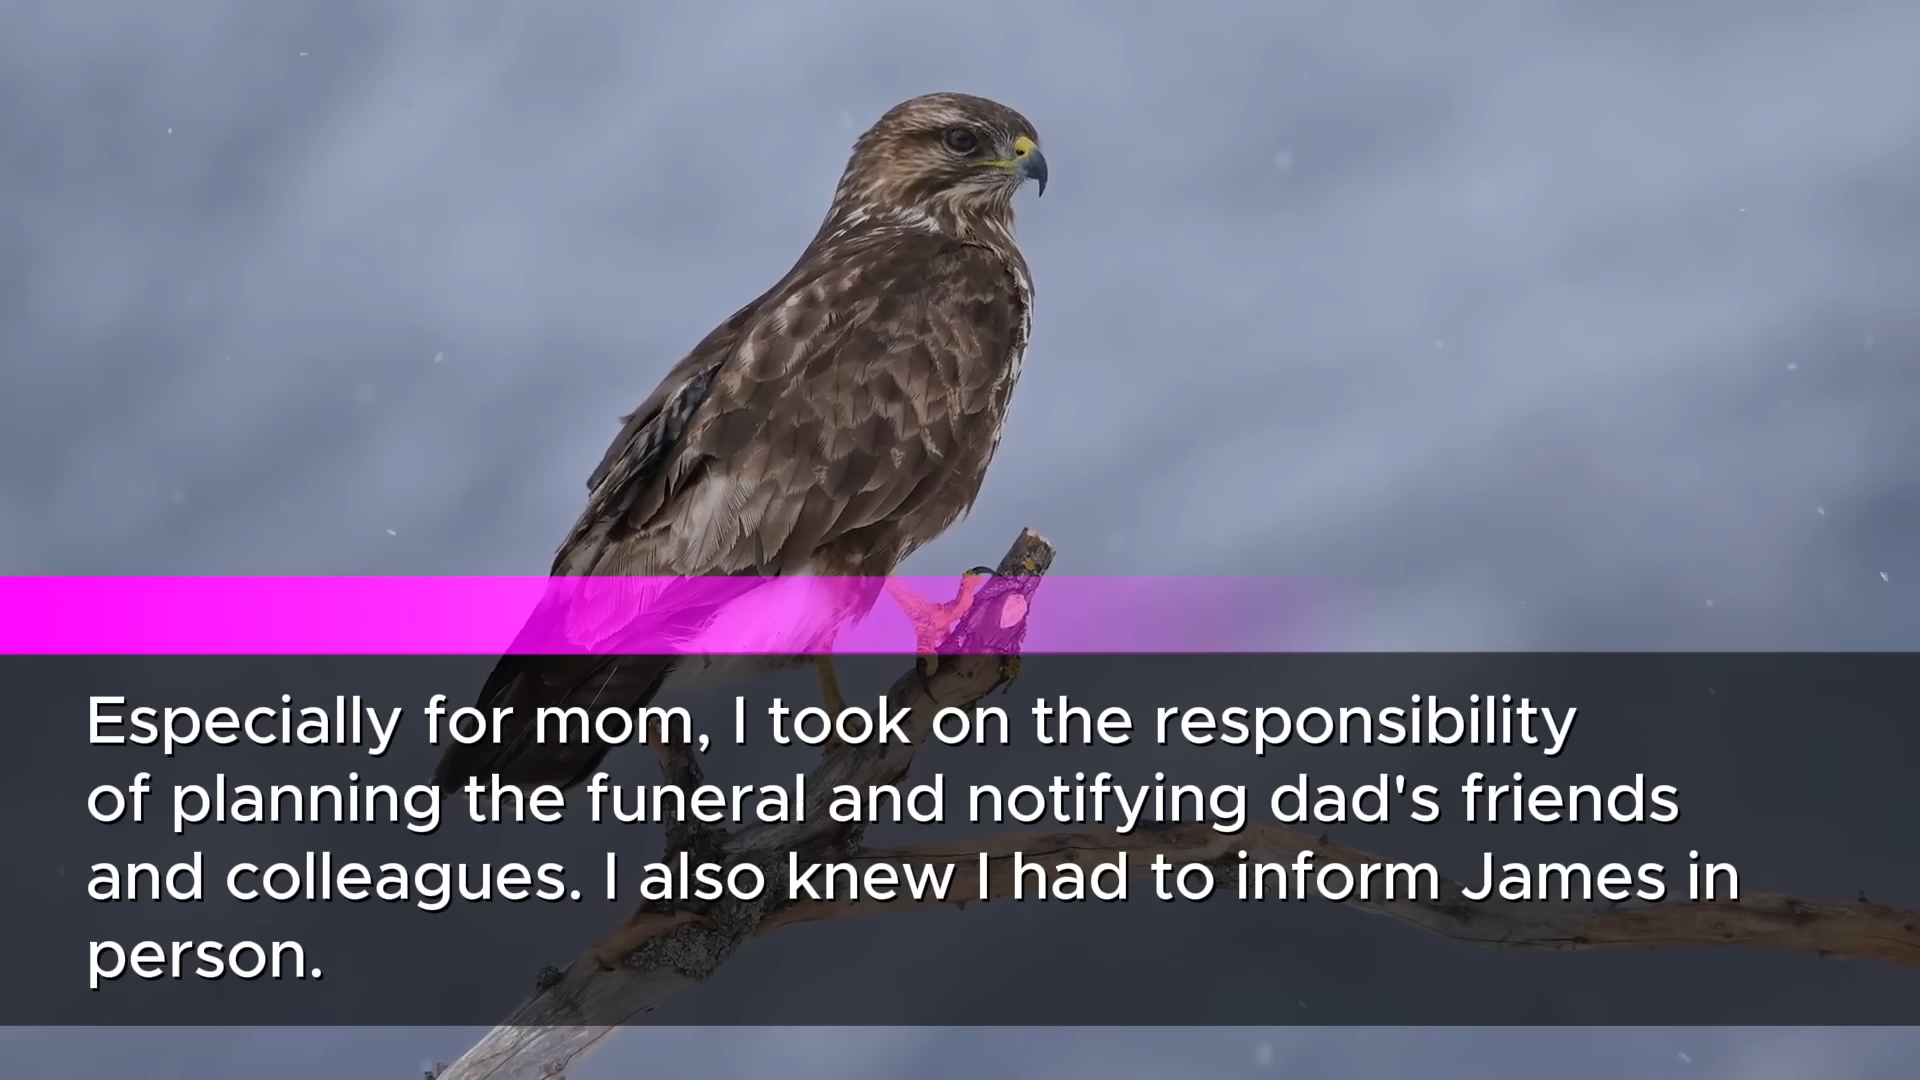 Especially for mom, I took on the responsibility
of planning the funeral and notifying dad's friends
and colleagues. I also knew I had to inform James in
person.